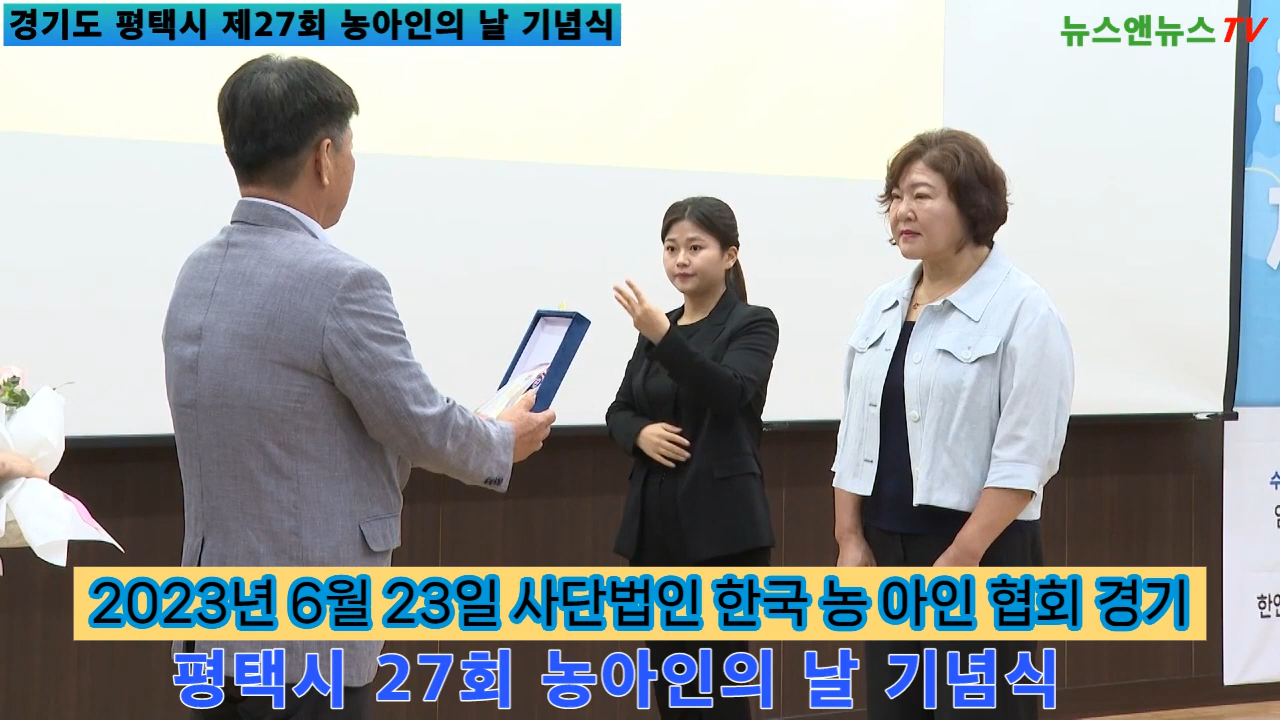 경기도 평택시 제27회 농아인의 날 기념식
뉴스앤뉴스TV
2023년 6월 23일 사단법인 한국 농 아인 협회 경기
평택시 27회 농아인의 날 기념식